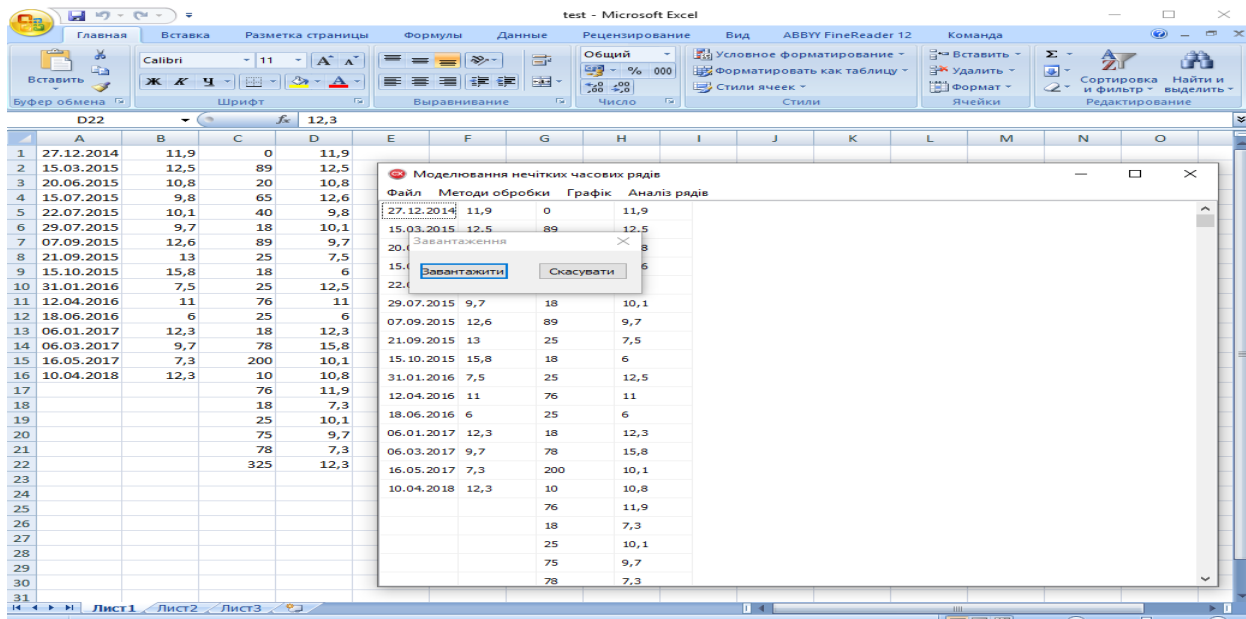 test - Microsoft Excel
Главная Вставка Разметка страницы Формулы Данные Рецензирование Вид ABBYY FineReader 12 Команда
Calibri 11 A A Общий Условное форматирование Вставить Σ
Вставить Ж К Ч A % 000 Форматировать как таблицу Удалить Сортировка Найти и
,00 Стили ячеек Формат и фильтр выделить
Буфер обмена Шрифт Выравнивание Число Стили Ячейки Редактирование
D22 fx 12,3
A B C D E F G H I J K L M N O
1 27.12.2014 11,9 0 11,9
2 15.03.2015 12,5 89 12,5
3 20.06.2015 10,8 20 10,8
4 15.07.2015 9,8 65 12,6
5 22.07.2015 10,1 40 9,8
6 29.07.2015 9,7 18 10,1
7 07.09.2015 12,6 89 9,7
8 21.09.2015 13 25 7,5
9 15.10.2015 15,8 18 6
10 31.01.2016 7,5 25 12,5
11 12.04.2016 11 76 11
12 18.06.2016 6 25 6
13 06.01.2017 12,3 18 12,3
14 06.03.2017 9,7 78 15,8
15 16.05.2017 7,3 200 10,1
16 10.04.2018 12,3 10 10,8
17 76 11,9
18 18 7,3
19 25 10,1
20 75 9,7
21 78 7,3
22 325 12,3
23
24
25
26
27
28
29
30
31
Моделювання нечітких часових рядів
Файл Методи обробки Графік Аналіз рядів
27.12.2014 11,9 0 11,9
15.03.2015 12,5 89 12,5
Завантаження
Завантажити Скасувати
29.07.2015 9,7 18 10,1
07.09.2015 12,6 89 9,7
21.09.2015 13 25 7,5
15.10.2015 15,8 18 6
31.01.2016 7,5 25 12,5
12.04.2016 11 76 11
18.06.2016 6 25 6
06.01.2017 12,3 18 12,3
06.03.2017 9,7 78 15,8
16.05.2017 7,3 200 10,1
10.04.2018 12,3 10 10,8
76 11,9
18 7,3
25 10,1
75 9,7
78 7,3
Лист1 Лист2 Лист3